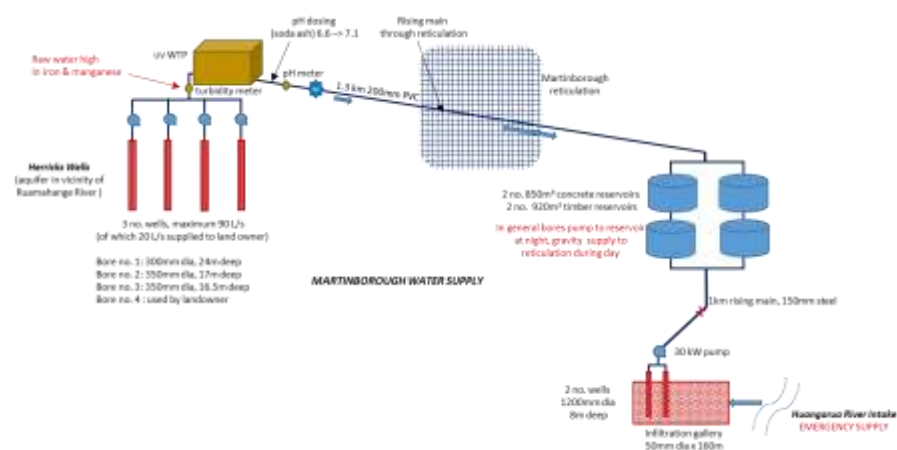 pH dosing
(soda ash) 6.6--> 7.1
Rising main
through reticulation
uv WTP
Raw water high
in iron & manganese
pH meter
turbidity meter
1.3 km 200mm PVC
Martinborough
reticulation
Herricks Wells
(aquifer in vicinity of
Ruamahange River )
2 no. 850m³ concrete reservoirs
2 no. 920m³ timber reservoirs
3 no. wells, maximum 90 L/s
(of which 20 L/s supplied to land owner)
In general bores pump to reservoir
at night, gravity supply to
reticulation during day
Bore no. 1: 300mm dia, 24m deep
Bore no. 2: 350mm dia, 17m deep
Bore no. 3: 350mm dia, 16.5m deep
Bore no. 4 : used by landowner
MARTINBOROUGH WATER SUPPLY
1km rising main, 150mm steel
30 kW pump
2 no. wells
1200mm dia
8m deep
Huangarua River Intake
EMERGENCY SUPPLY
Infiltration gallery
50mm dia x 160m